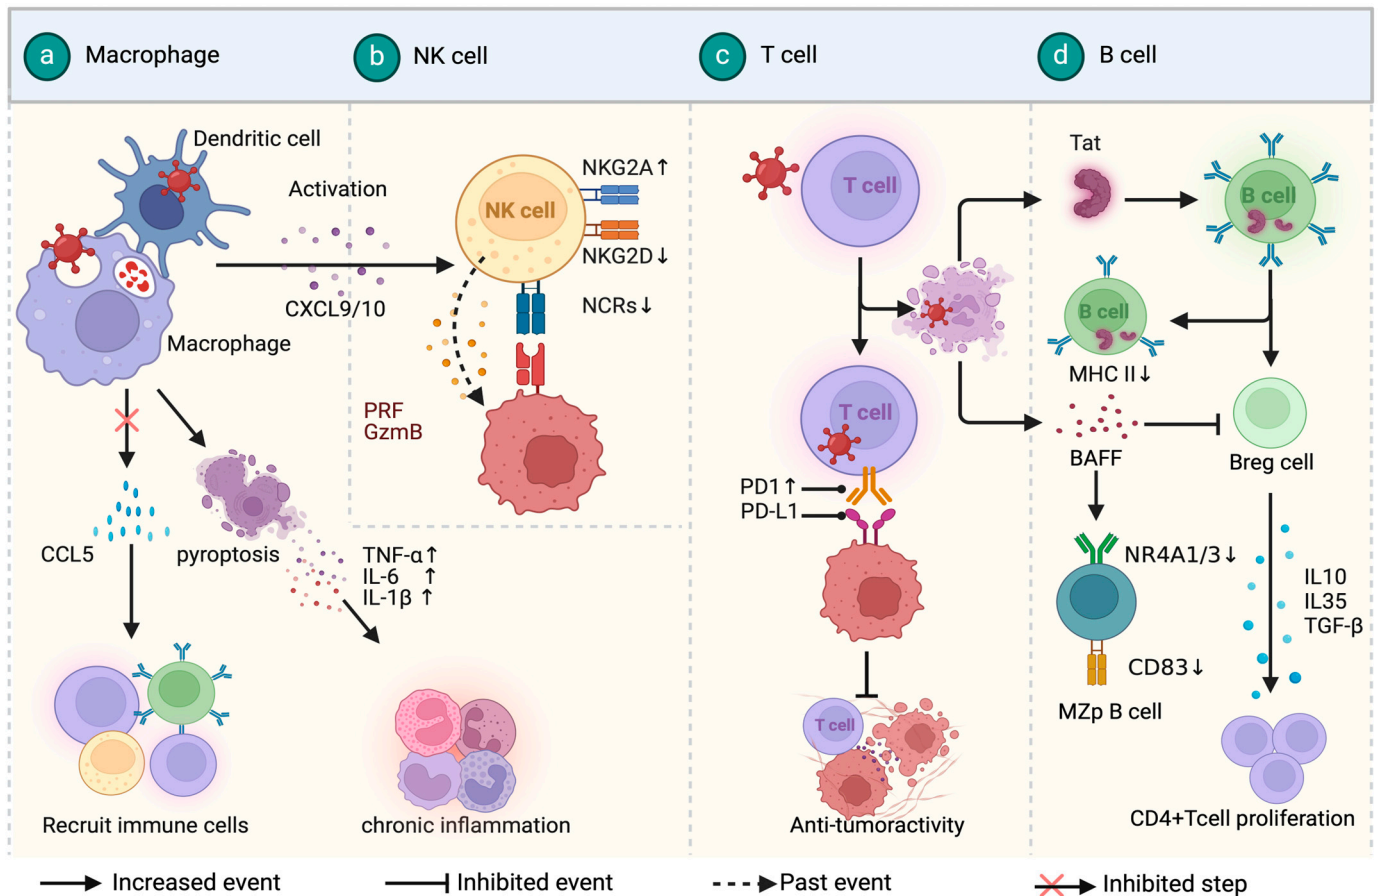 a Macrophage
b NK cell
c T cell
d B cell
Dendritic cell
Activation
CXCL9/10
Macrophage
CCL5
pyroptosis
TNF-α↑
IL-6 ↑
IL-1β ↑
Recruit immune cells
chronic inflammation
NK cell
NKG2A↑
NKG2D↓
NCRs↓
PRF
GzmB
T cell
T cell
PD1↑
PD-L1
T cell
Anti-tumoractivity
Tat
B cell
B cell
MHC II↓
BAFF
Breg cell
NR4A1/3↓
CD83↓
MZp B cell
IL10
IL35
TGF-β
CD4+Tcell proliferation
Increased event
Inhibited event
Past event
Inhibited step